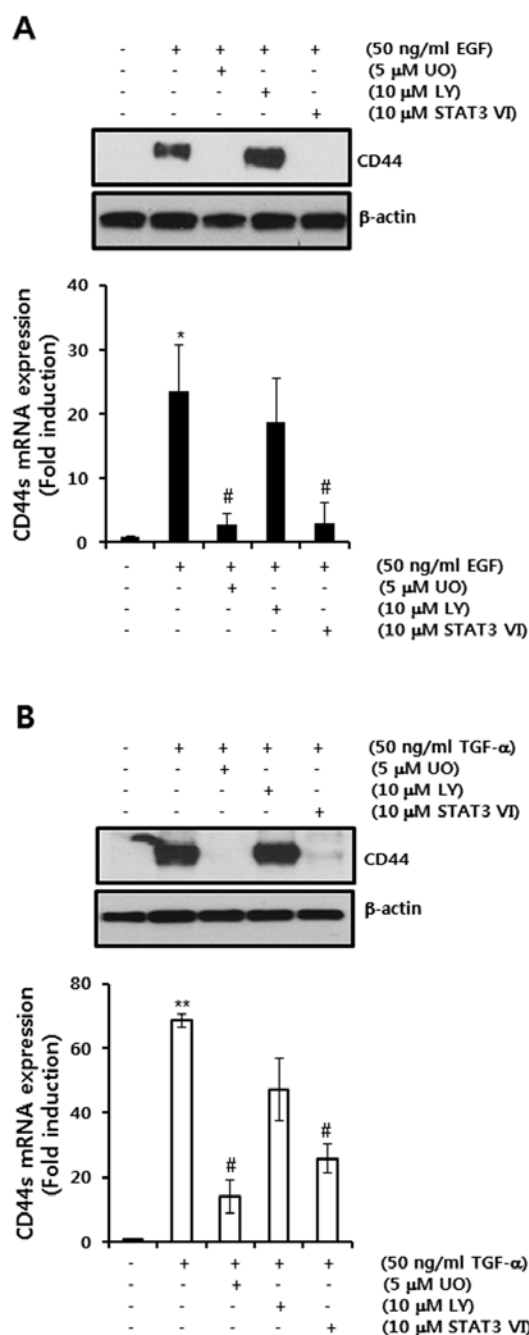 A
- + + + + (50 ng/ml EGF)
- - + - - (5 μM UO)
- - - + - (10 μM LY)
- - - - + (10 μM STAT3 VI)
CD44
β-actin
CD44s mRNA expression
(Fold induction)
40
30
20
10
0
*
#
#
- + + + + (50 ng/ml EGF)
- - + - - (5 μM UO)
- - - + - (10 μM LY)
- - - - + (10 μM STAT3 VI)
B
- + + + + (50 ng/ml TGF-α)
- - + - - (5 μM UO)
- - - + - (10 μM LY)
- - - - + (10 μM STAT3 VI)
CD44
β-actin
CD44s mRNA expression
(Fold induction)
80
60
40
20
0
**
#
#
- + + + + (50 ng/ml TGF-α)
- - + - - (5 μM UO)
- - - + - (10 μM LY)
- - - - + (10 μM STAT3 VI)